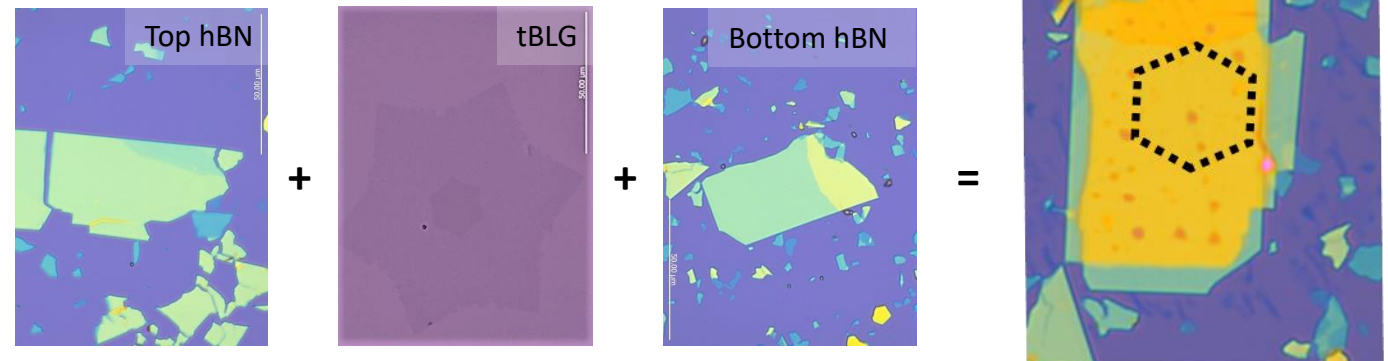 Top hBN
50.00 µm
+
tBLG
50.00 µm
+
Bottom hBN
50.00 µm
=